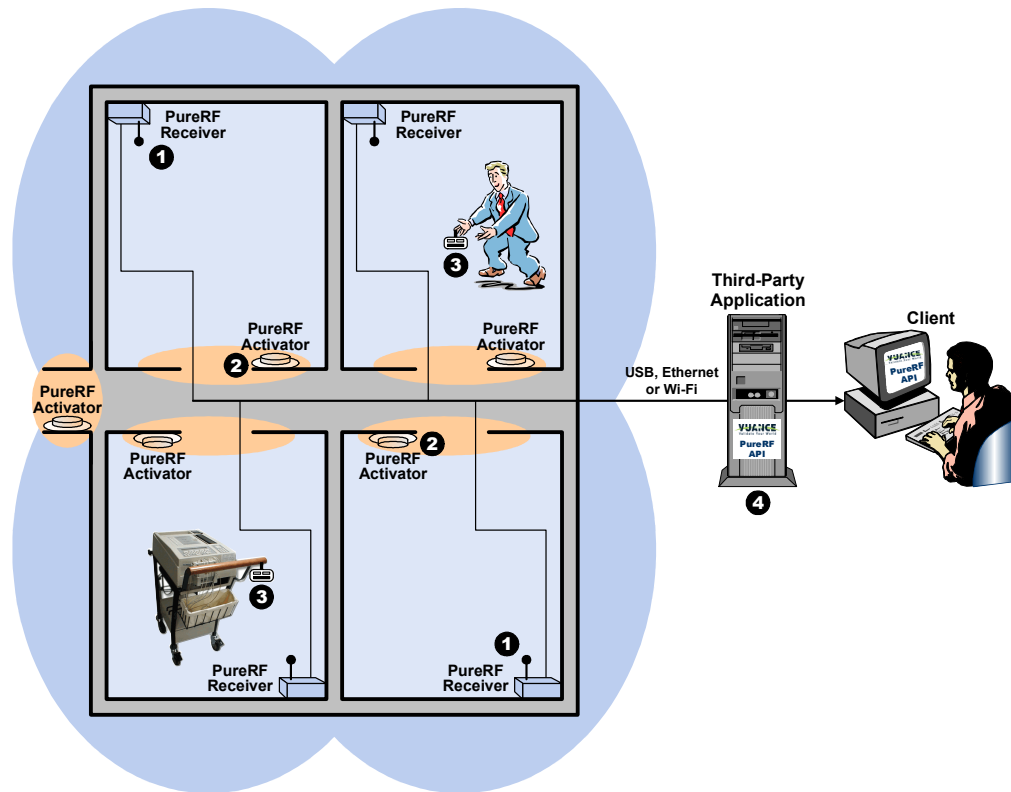 PureRF
Receiver
1
PureRF
Receiver
3
Third-Party
Application
Client
PureRF
Activator
2
PureRF
Activator
USB, Ethernet
or Wi-Fi
VUANCE
PureRF
API
PureRF
Activator
VUANCE
PureRF
API
PureRF
Activator
PureRF
Activator
2
4
3
1
PureRF
Receiver
PureRF
Receiver